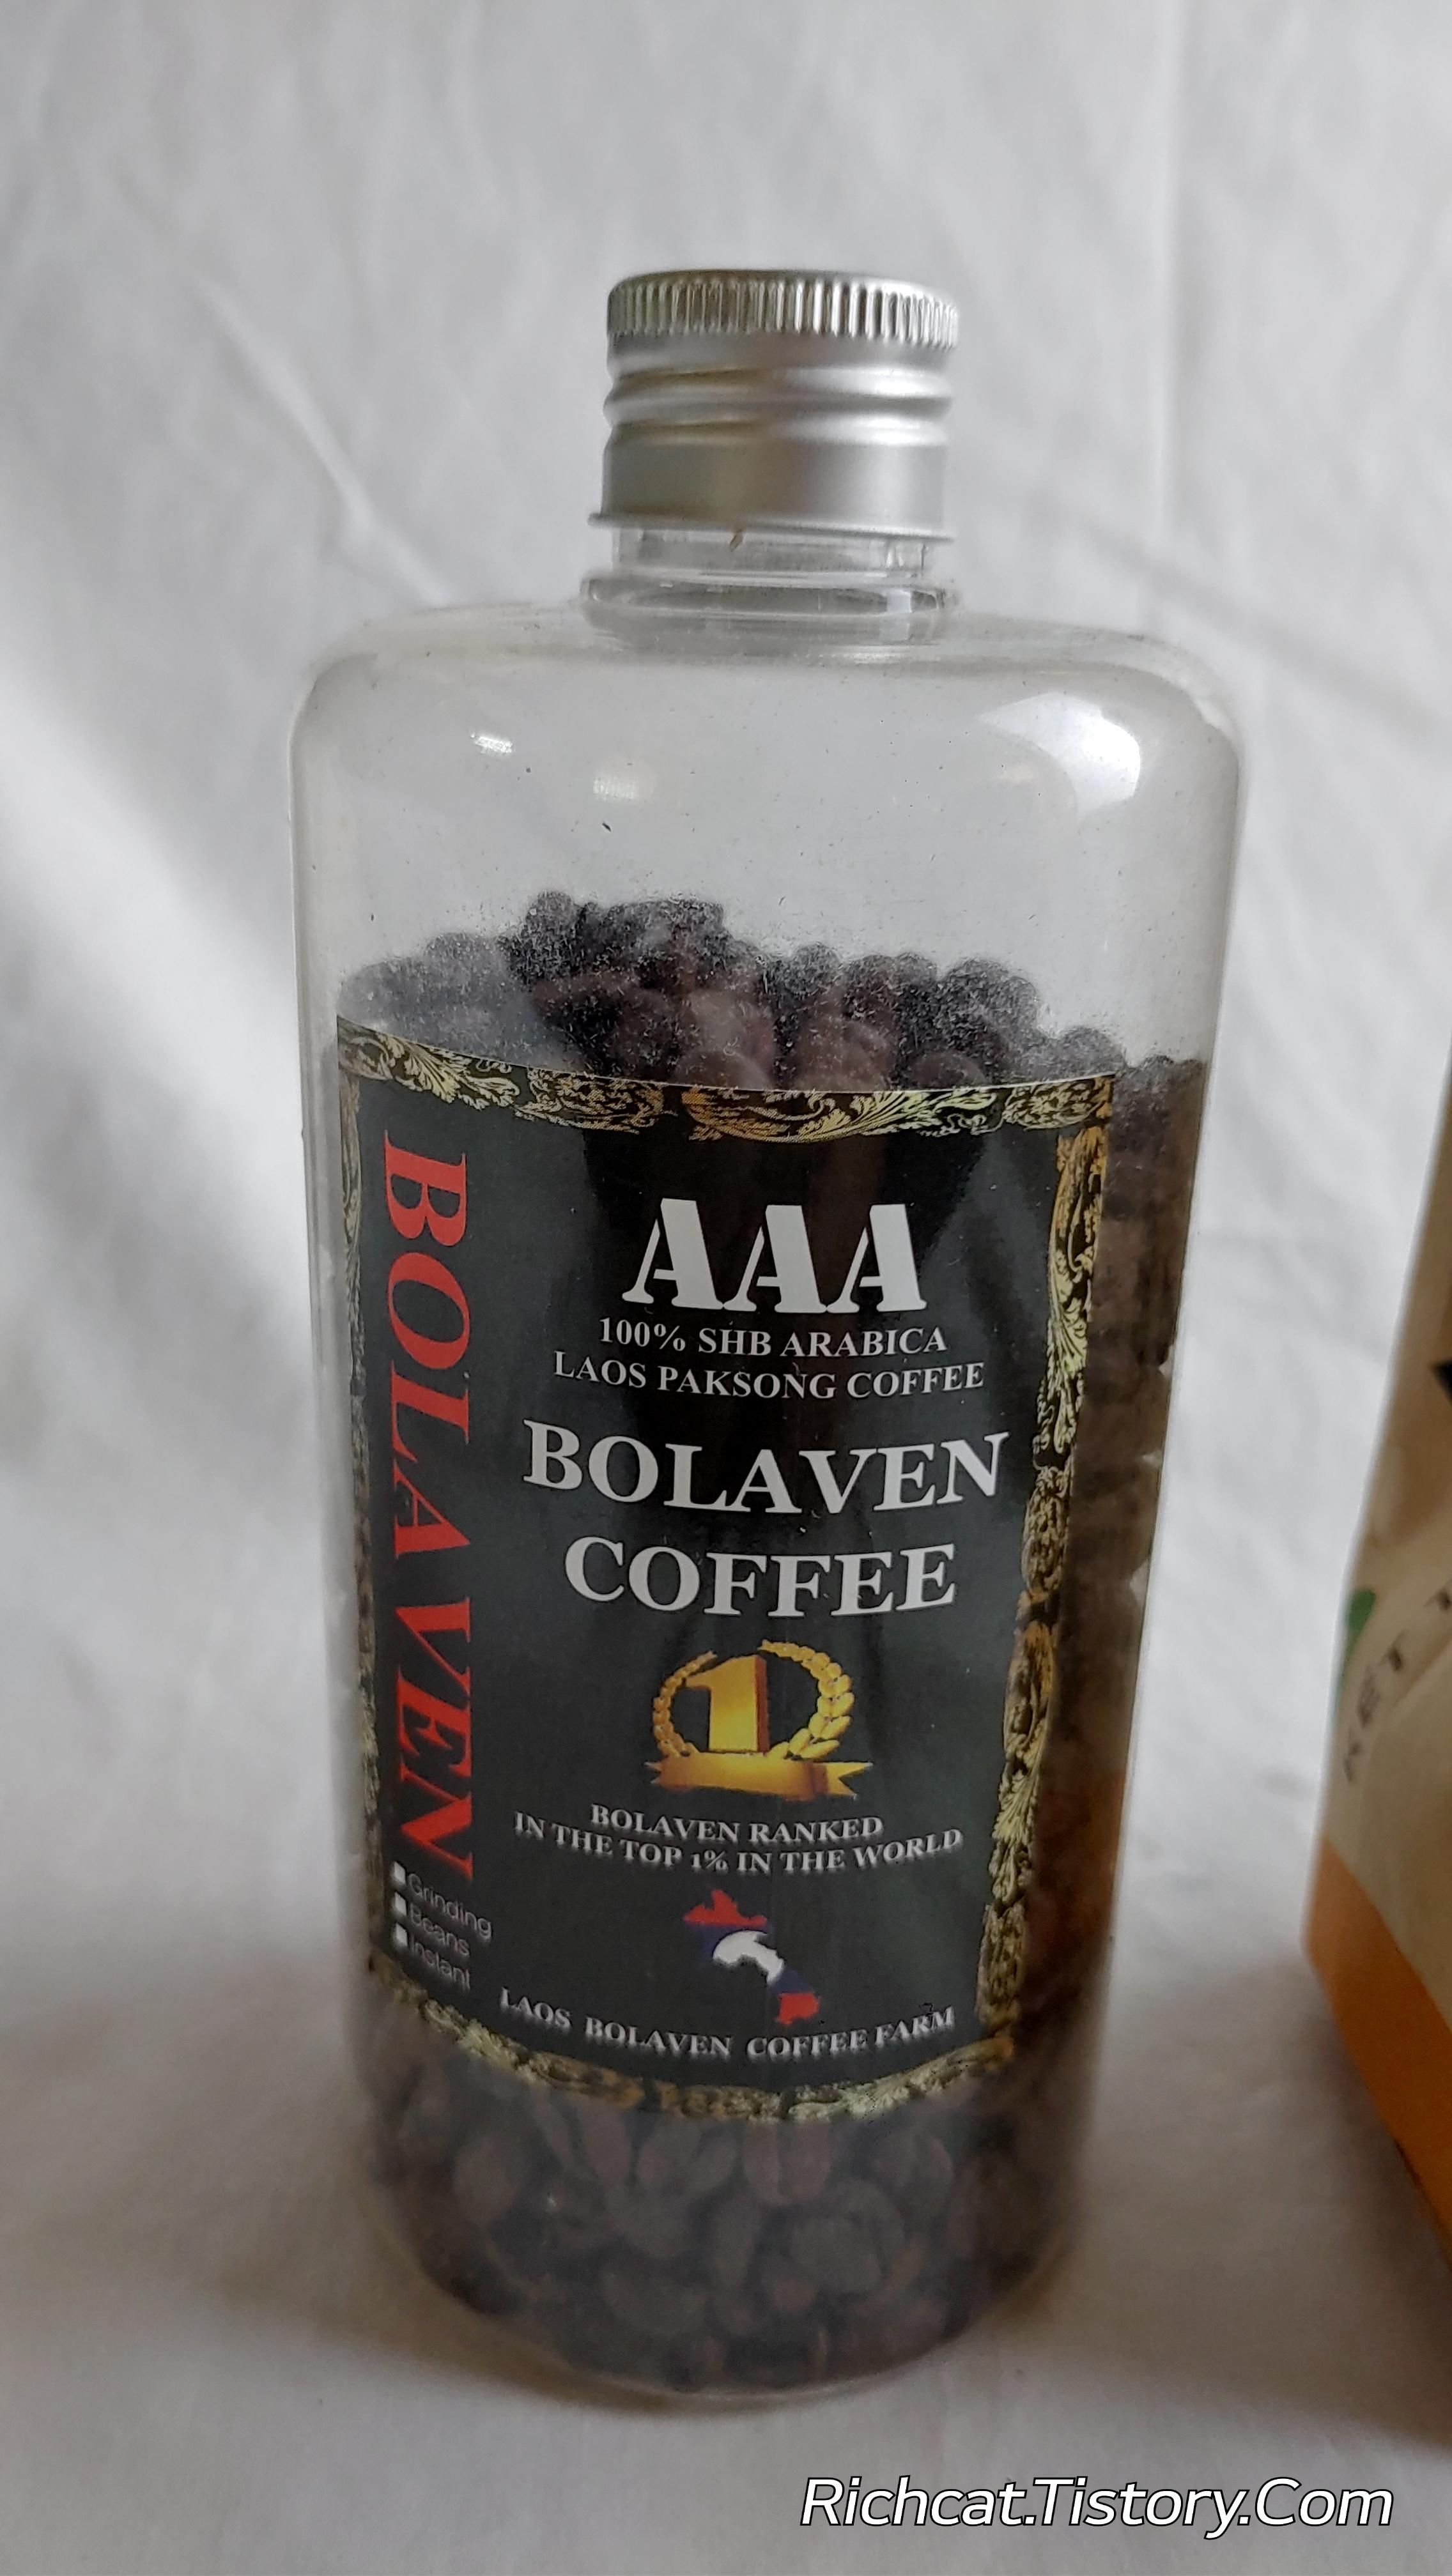 BOLAVEN
AAA
100% SHB ARABICA
LAOS PAKSONG COFFEE
BOLAVEN
COFFEE
1
BOLAVEN RANKED
IN THE TOP 1% IN THE WORLD
Grinding
Beans
Instant
LAOS BOLAVEN COFFEE FARM
NET
Richcat.Tistory.Com